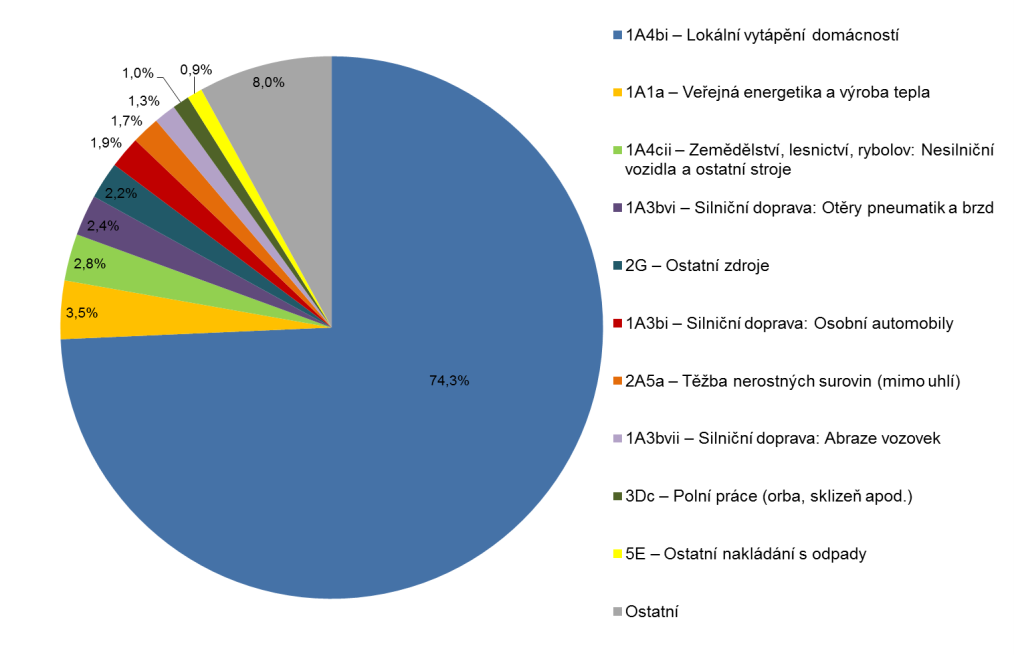 1A4bi – Lokální vytápění domácností
1A1a – Veřejná energetika a výroba tepla
1A4cii – Zemědělství, lesnictví, rybolov: Nesilniční
vozidla a ostatní stroje
1A3bvi – Silniční doprava: Otěry pneumatik a brzd
2G – Ostatní zdroje
1A3bi – Silniční doprava: Osobní automobily
2A5a – Těžba nerostných surovin (mimo uhlí)
1A3bvii – Silniční doprava: Abraze vozovek
3Dc – Polní práce (orba, sklizeň apod.)
5E – Ostatní nakládání s odpady
Ostatní
74,3%
3,5%
2,8%
2,4%
2,2%
1,9%
1,7%
1,3%
1,0%
0,9%
8,0%